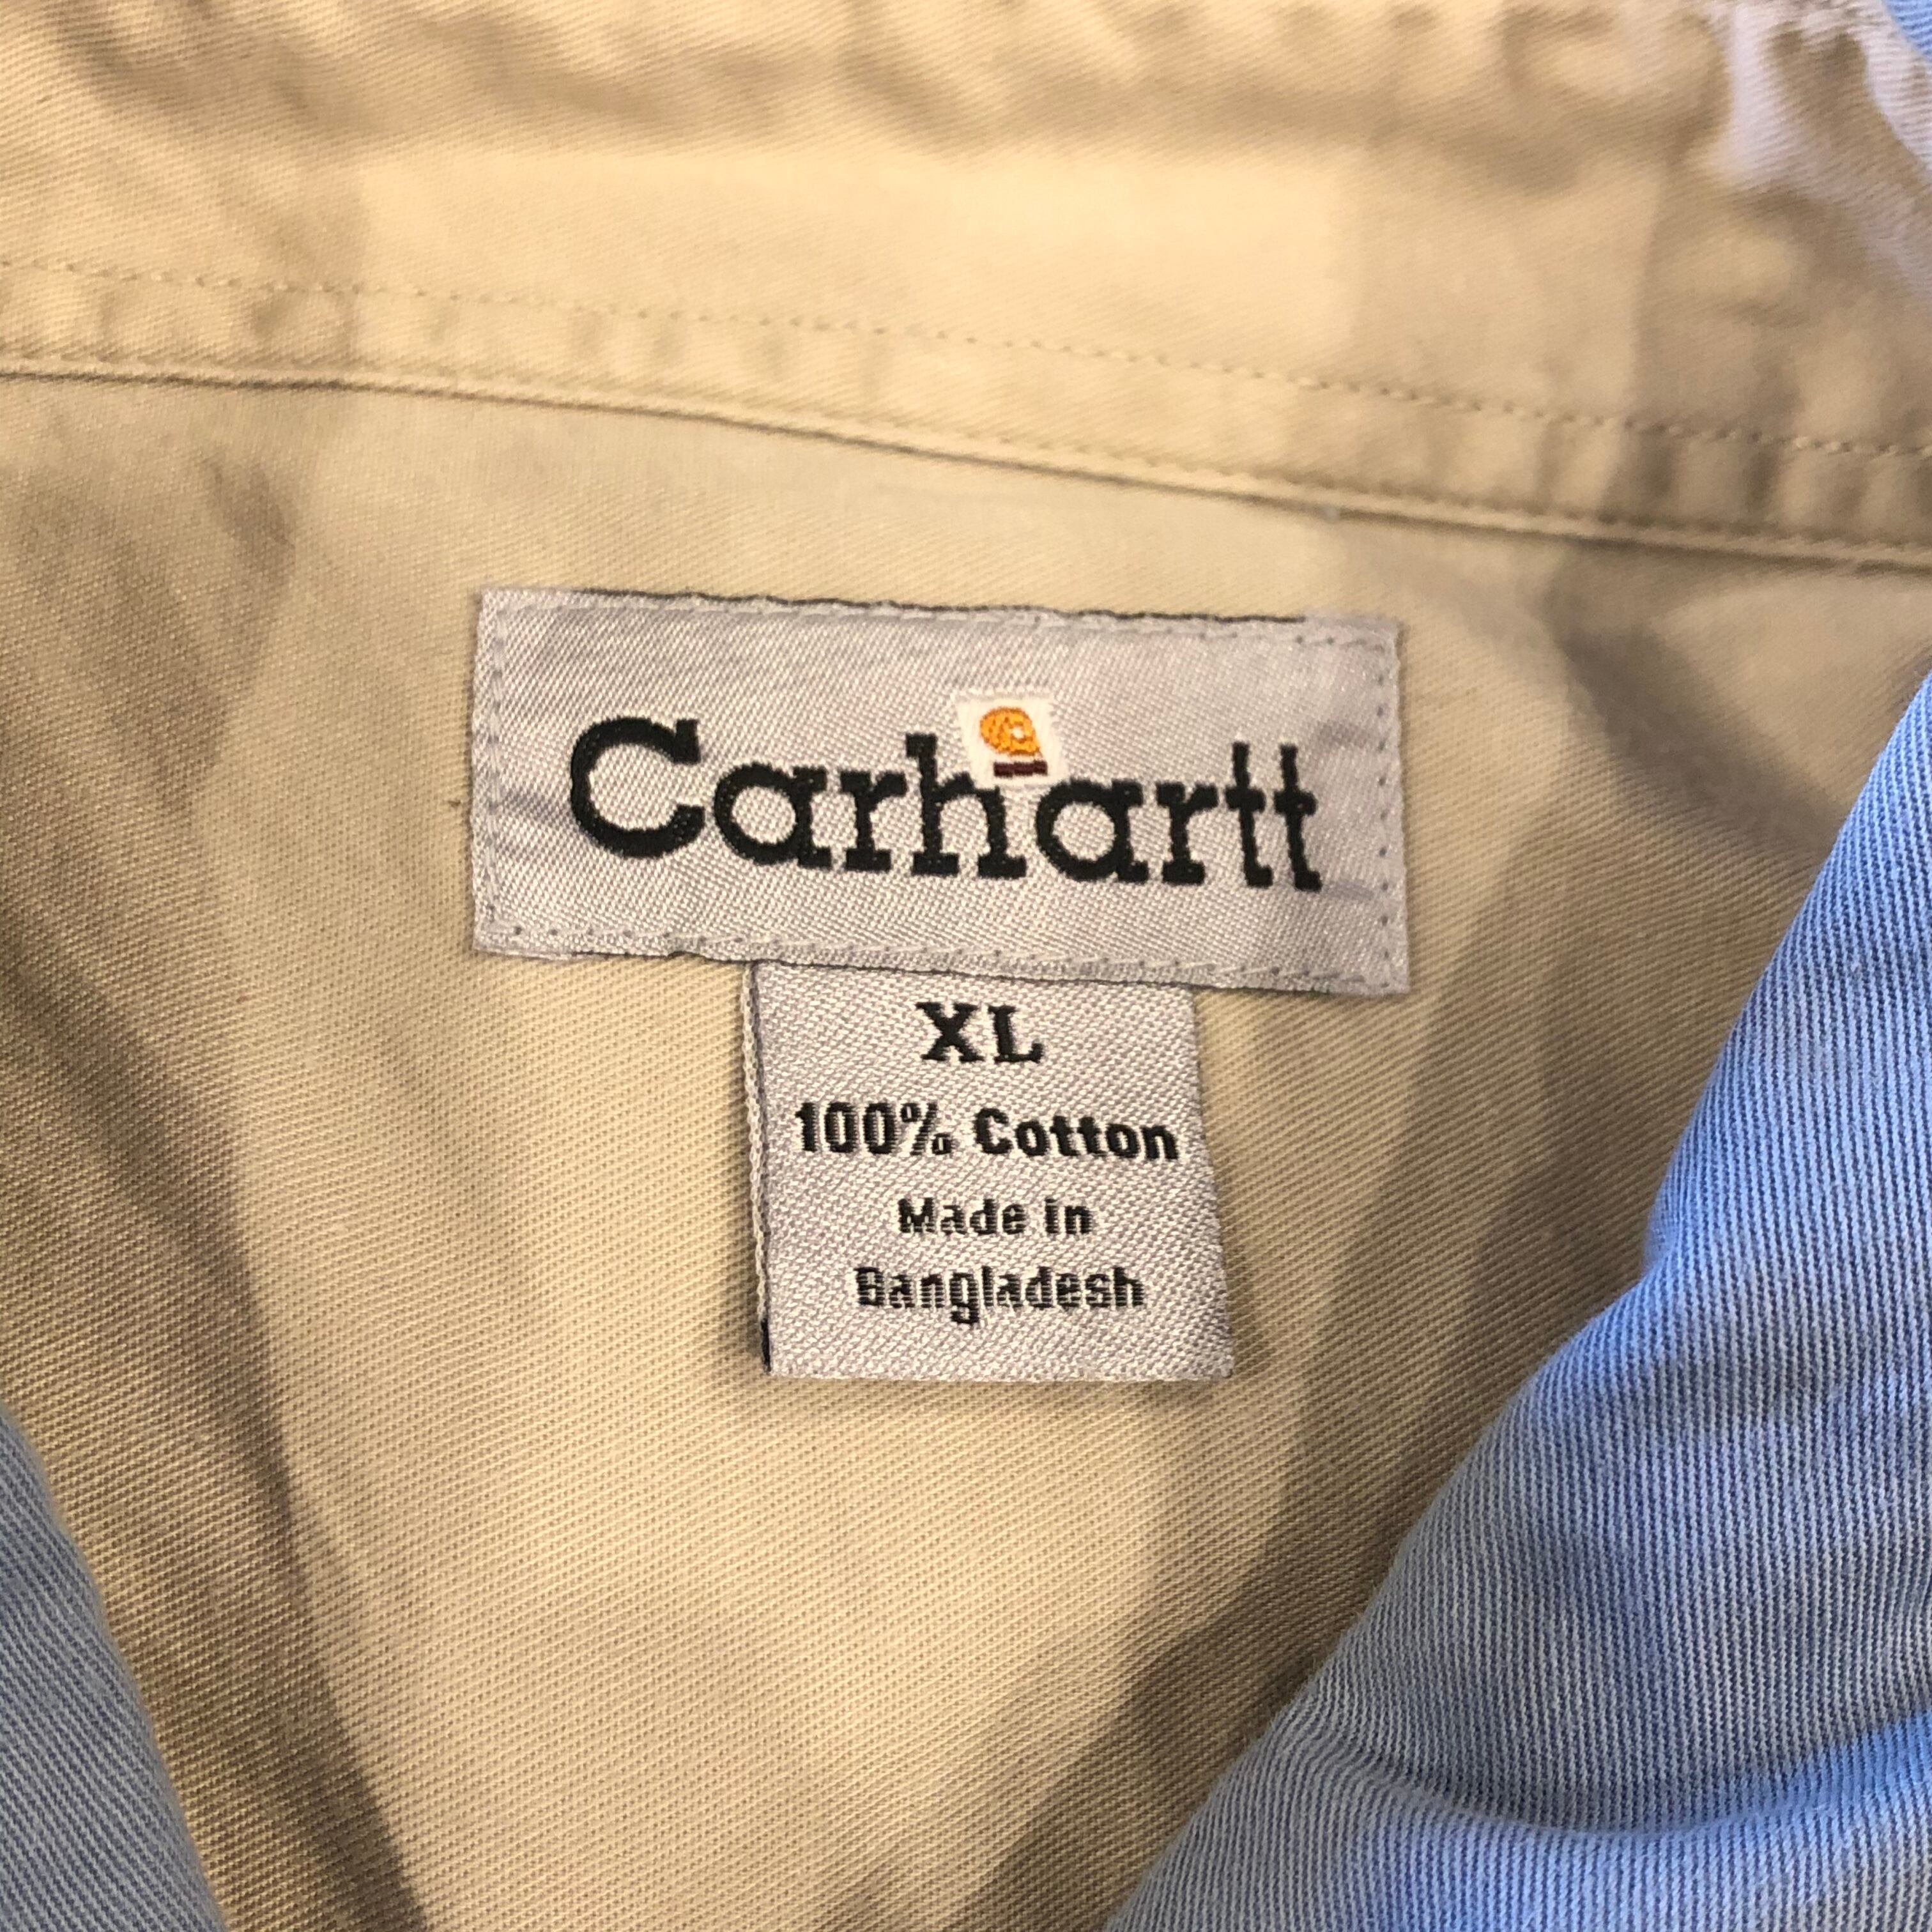 Carhartt
XL
100% Cotton
Made in
Bangladesh